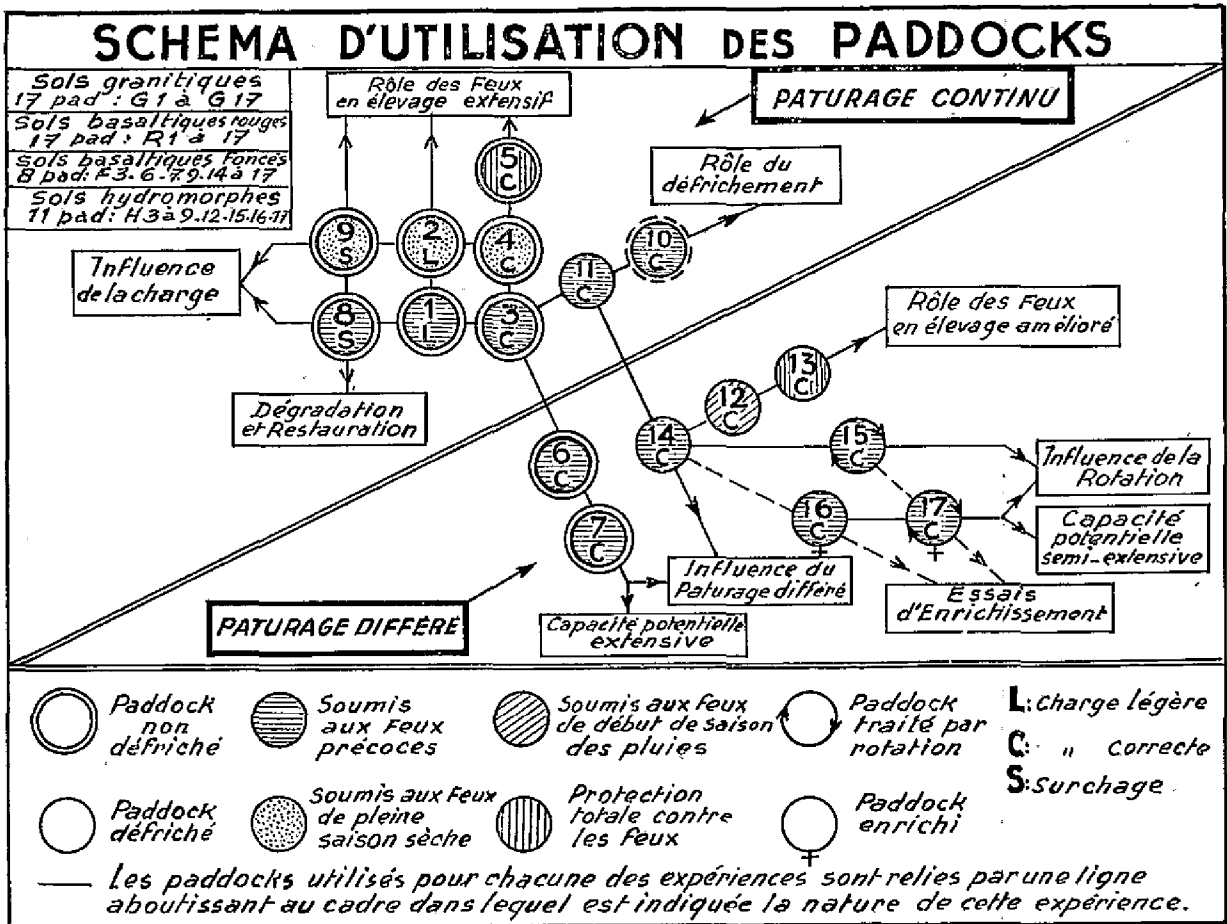 SCHEMA D'UTILISATION DES PADDOCKS
Sols granitiques
17 pad : G1 à G17
Sols basaltiques rouges
17 pad : R1 à 17
Sols basaltiques foncés
8 pad: F3-6-7-9-14 à 17
Sols hydromorphes
11 pad: H3 à 9-12-15-16-17
Rôle des Feux
en élevage extensif
PATURAGE CONTINU
Rôle du
défrichement
5
C
9
S
2
L
4
C
10
C
11
C
Influence
de la charge
8
S
1
L
3
C
Rôle des Feux
en élevage amélioré
13
C
12
C
Dégradation
et Restauration
6
C
14
C
15
C
Influence de la
Rotation
7
C
16
C
17
C
Capacité
potentielle
semi-extensive
Influence du
Paturage différé
Essais
d'Enrichissement
PATURAGE DIFFÉRÉ
Capacité potentielle
extensive
Paddock
non
défriché
Soumis
aux Feux
précoces
Soumis aux Feux
de début de saison
des pluies
Paddock
traité par
rotation
L: Charge légère
C: " correcte
S: Surchage
Paddock
défriché
Soumis aux Feux
de pleine
saison sèche
Protection
totale contre
les Feux
Paddock
enrichi
Les paddocks utilisés pour chacune des expériences sont reliés par une ligne
aboutissant au cadre dans lequel est indiquée la nature de cette expérience.